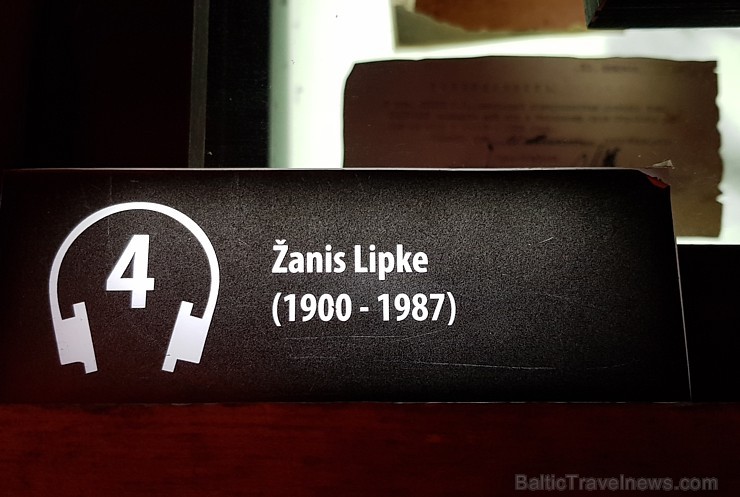 4
Žanis Lipke
(1900 - 1987)
BalticTravelnews.com